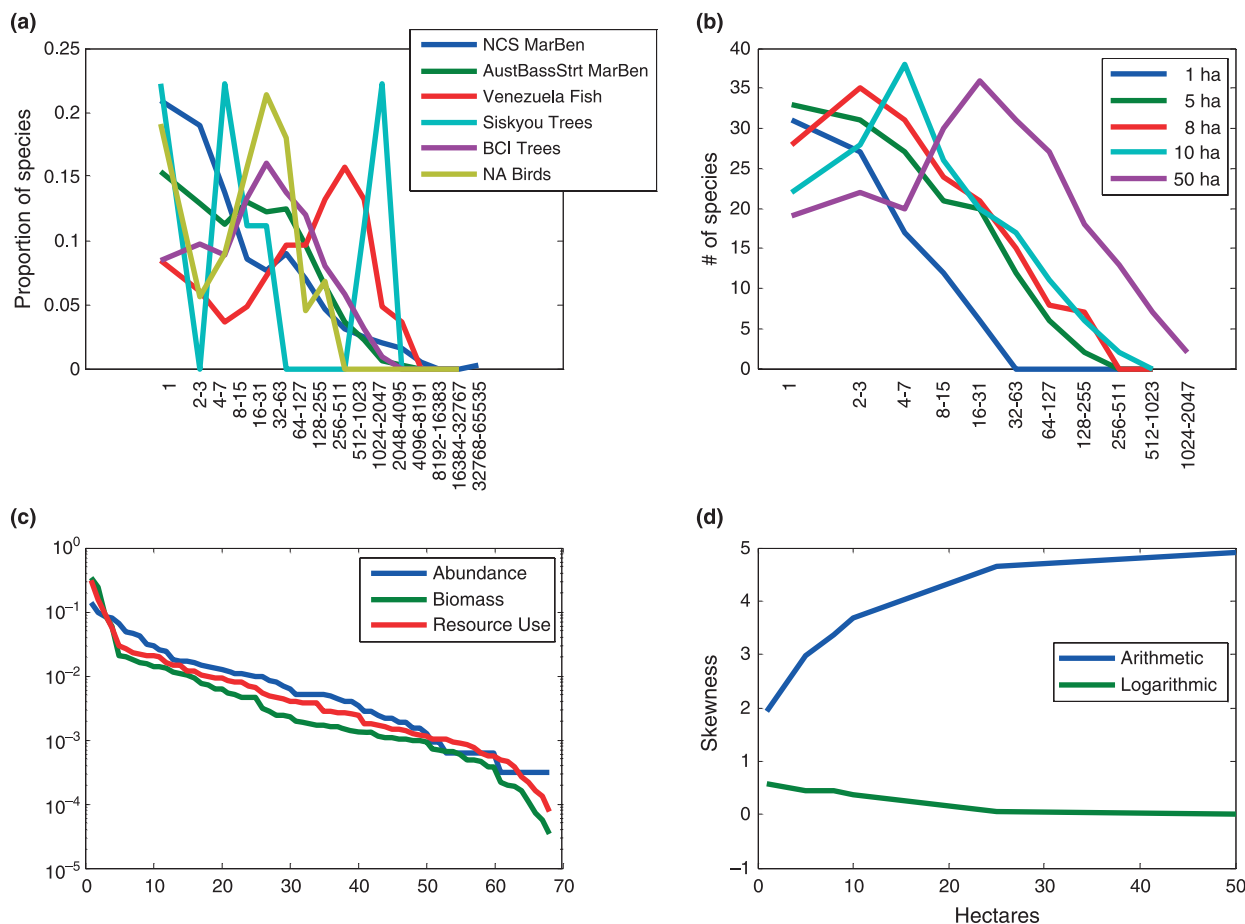 (a)
0.25
0.2
0.15
0.1
0.05
0
Proportion of species
NCS MarBen
AustBassStrt MarBen
Venezuela Fish
Siskyou Trees
BCI Trees
NA Birds
1
2-3
4-7
8-15
16-31
32-63
64-127
128-255
256-511
512-1023
1024-2047
2048-4095
4096-8191
8192-16383
16384-32767
32768-65535
(b)
40
35
30
25
20
15
10
5
0
# of species
1 ha
5 ha
8 ha
10 ha
50 ha
1
2-3
4-7
8-15
16-31
32-63
64-127
128-255
256-511
512-1023
1024-2047
(c)
10⁰
10⁻¹
10⁻²
10⁻³
10⁻⁴
10⁻⁵
Abundance
Biomass
Resource Use
0 10 20 30 40 50 60 70
(d)
5
4
3
2
1
0
–1
Skewness
Arithmetic
Logarithmic
0 10 20 30 40 50
Hectares